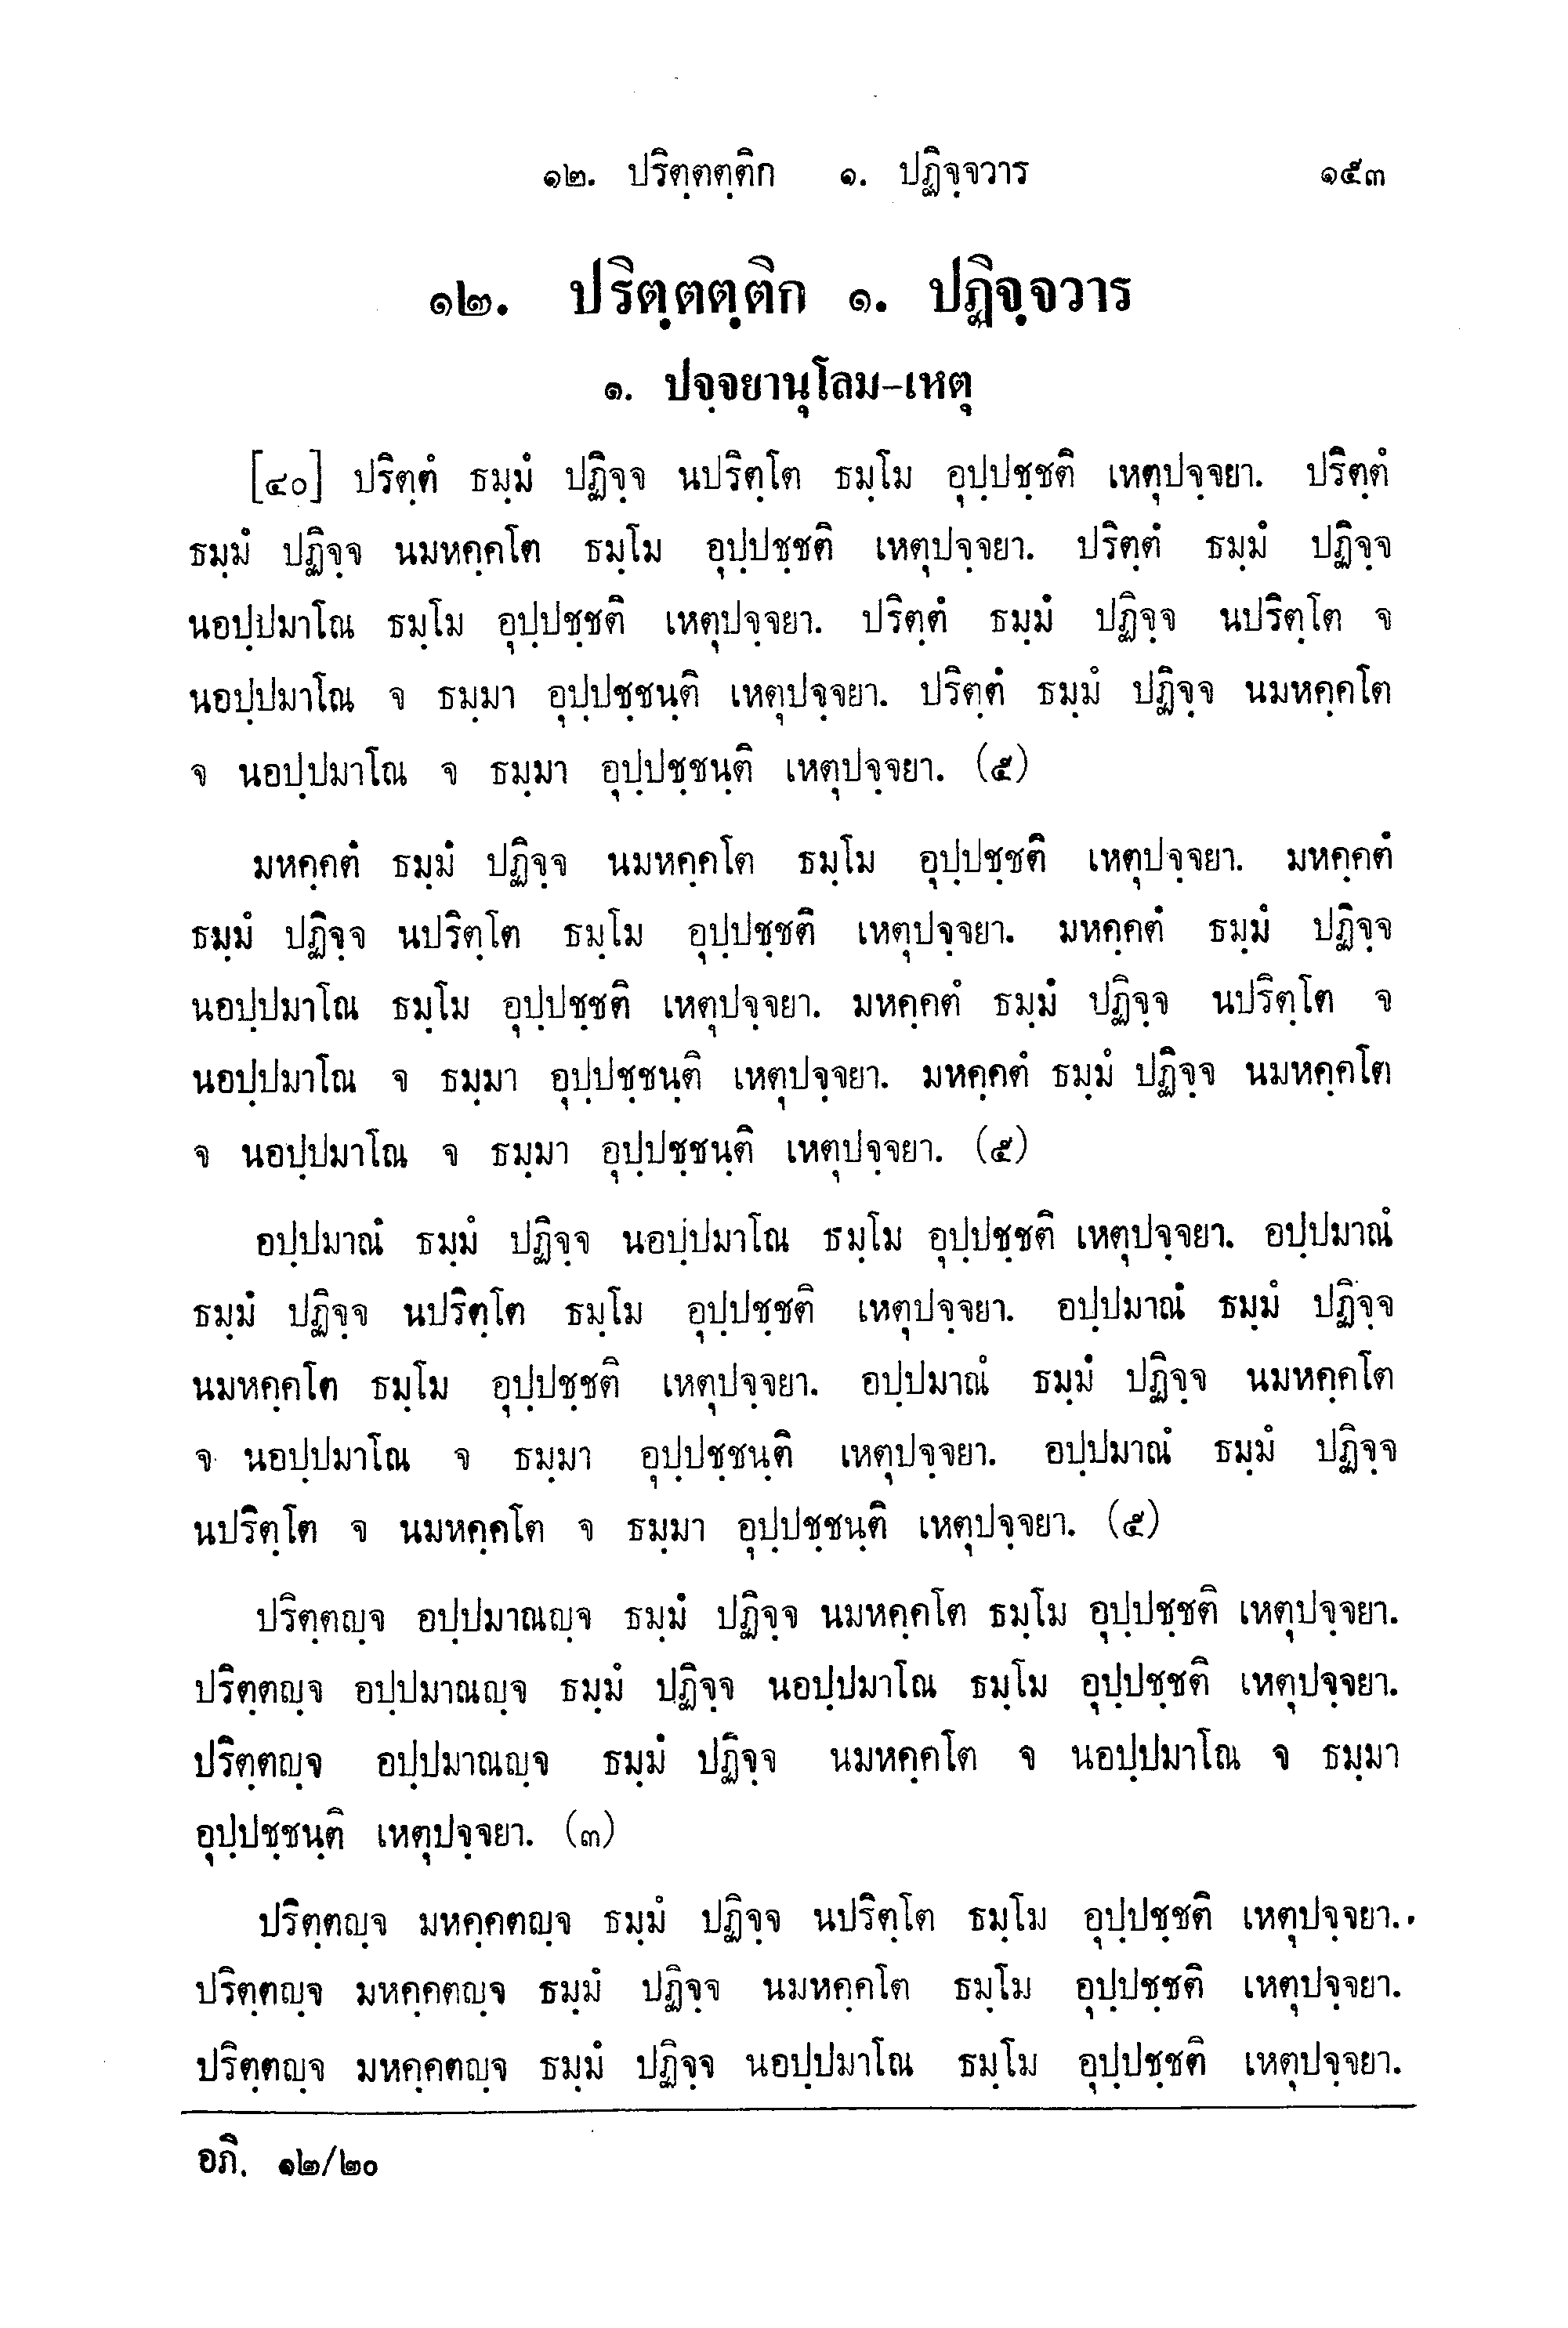 ๑๒. ปริตฺตตฺติก ๑. ปฏิจฺจวาร ๑๕๓
๑๒. ปริตฺตตฺติก ๑. ปฏิจฺจวาร
๑. ปจฺจยานุโลม-เหตุ
[๔๐] ปริตฺตํ ธมฺมํ ปฏิจฺจ นปริตฺโต ธมฺโม อุปฺปชฺชติ เหตุปจฺจยา. ปริตฺตํ
ธมฺมํ ปฏิจฺจ นมหคฺคโต ธมฺโม อุปฺปชฺชติ เหตุปจฺจยา. ปริตฺตํ ธมฺมํ ปฏิจฺจ
นอปฺปมาโณ ธมฺโม อุปฺปชฺชติ เหตุปจฺจยา. ปริตฺตํ ธมฺมํ ปฏิจฺจ นปริตฺโต จ
นอปฺปมาโณ จ ธมฺมา อุปฺปชฺชนฺติ เหตุปจฺจยา. ปริตฺตํ ธมฺมํ ปฏิจฺจ นมหคฺคโต
จ นอปฺปมาโณ จ ธมฺมา อุปฺปชฺชนฺติ เหตุปจฺจยา. (๕)
มหคฺคตํ ธมฺมํ ปฏิจฺจ นมหคฺคโต ธมฺโม อุปฺปชฺชติ เหตุปจฺจยา. มหคฺคตํ
ธมฺมํ ปฏิจฺจ นปริตฺโต ธมฺโม อุปฺปชฺชติ เหตุปจฺจยา. มหคฺคตํ ธมฺมํ ปฏิจฺจ
นอปฺปมาโณ ธมฺโม อุปฺปชฺชติ เหตุปจฺจยา. มหคฺคตํ ธมฺมํ ปฏิจฺจ นปริตฺโต จ
นอปฺปมาโณ จ ธมฺมา อุปฺปชฺชนฺติ เหตุปจฺจยา. มหคฺคตํ ธมฺมํ ปฏิจฺจ นมหคฺคโต
จ นอปฺปมาโณ จ ธมฺมา อุปฺปชฺชนฺติ เหตุปจฺจยา. (๕)
อปฺปมาณํ ธมฺมํ ปฏิจฺจ นอปฺปมาโณ ธมฺโม อุปฺปชฺชติ เหตุปจฺจยา. อปฺปมาณํ
ธมฺมํ ปฏิจฺจ นปริตฺโต ธมฺโม อุปฺปชฺชติ เหตุปจฺจยา. อปฺปมาณํ ธมฺมํ ปฏิจฺจ
นมหคฺคโต ธมฺโม อุปฺปชฺชติ เหตุปจฺจยา. อปฺปมาณํ ธมฺมํ ปฏิจฺจ นมหคฺคโต
จ นอปฺปมาโณ จ ธมฺมา อุปฺปชฺชนฺติ เหตุปจฺจยา. อปฺปมาณํ ธมฺมํ ปฏิจฺจ
นปริตฺโต จ นมหคฺคโต จ ธมฺมา อุปฺปชฺชนฺติ เหตุปจฺจยา. (๕)
ปริตฺตญฺจ อปฺปมาณญฺจ ธมฺมํ ปฏิจฺจ นมหคฺคโต ธมฺโม อุปฺปชฺชติ เหตุปจฺจยา.
ปริตฺตญฺจ อปฺปมาณญฺจ ธมฺมํ ปฏิจฺจ นอปฺปมาโณ ธมฺโม อุปฺปชฺชติ เหตุปจฺจยา.
ปริตฺตญฺจ อปฺปมาณญฺจ ธมฺมํ ปฏิจฺจ นมหคฺคโต จ นอปฺปมาโณ จ ธมฺมา
อุปฺปชฺชนฺติ เหตุปจฺจยา. (๓)
ปริตฺตญฺจ มหคฺคตญฺจ ธมฺมํ ปฏิจฺจ นปริตฺโต ธมฺโม อุปฺปชฺชติ เหตุปจฺจยา.
ปริตฺตญฺจ มหคฺคตญฺจ ธมฺมํ ปฏิจฺจ นมหคฺคโต ธมฺโม อุปฺปชฺชติ เหตุปจฺจยา.
ปริตฺตญฺจ มหคฺคตญฺจ ธมฺมํ ปฏิจฺจ นอปฺปมาโณ ธมฺโม อุปฺปชฺชติ เหตุปจฺจยา.
อภิ. ๑๒/๒๐